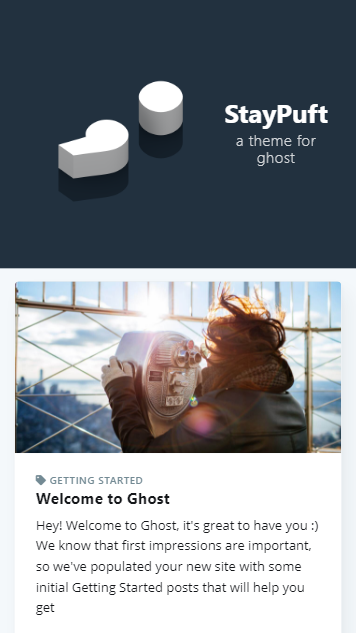 StayPuft
a theme for
ghost
GETTING STARTED
Welcome to Ghost
Hey! Welcome to Ghost, it's great to have you :)
We know that first impressions are important,
so we've populated your new site with some
initial Getting Started posts that will help you
get